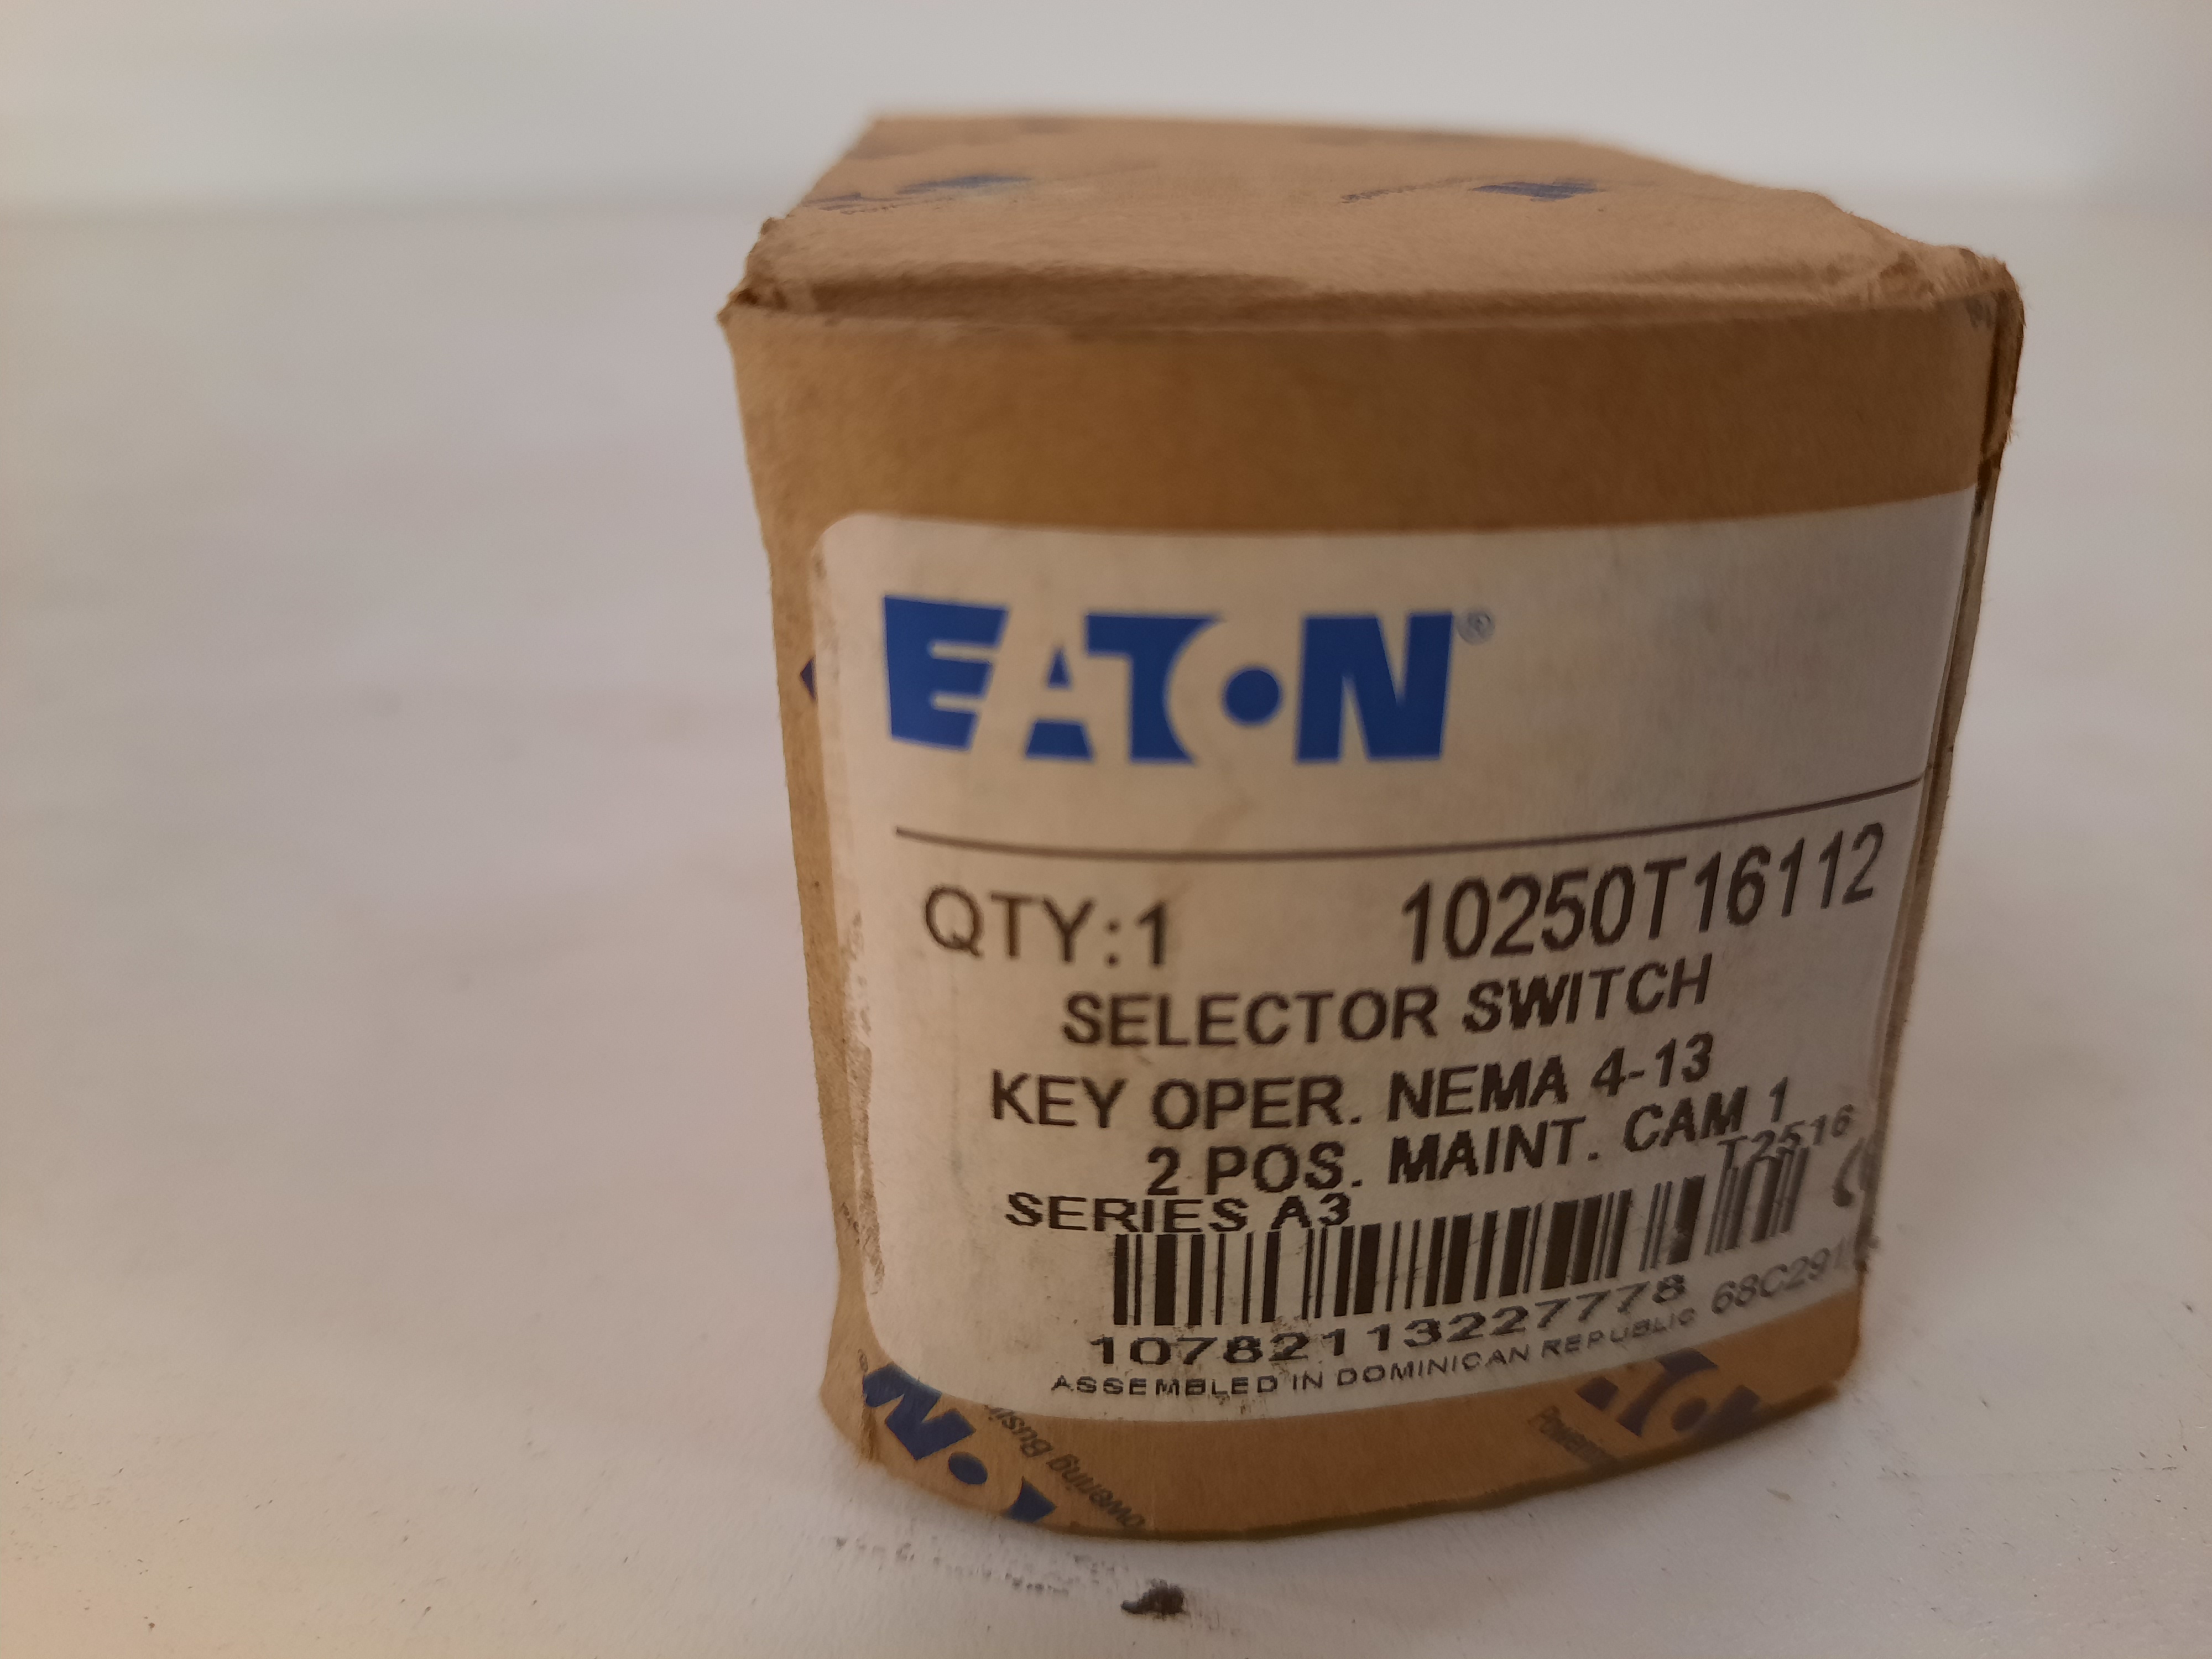 EATON®
QTY:1 10250T16112
SELECTOR SWITCH
KEY OPER. NEMA 4-13
2 POS. MAINT. CAM 1
SERIES A3 T2516
10782113227778
ASSEMBLED IN DOMINICAN REPUBLIC